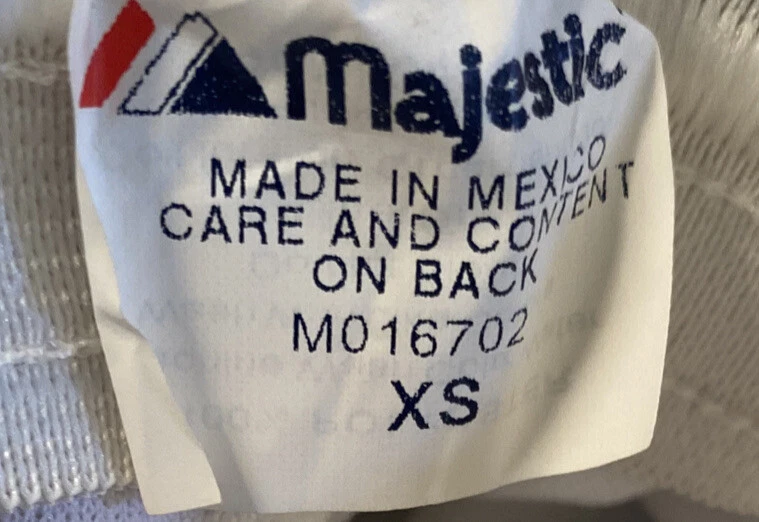 Majestic
MADE IN MEXICO
CARE AND CONTENT
ON BACK
M016702
XS